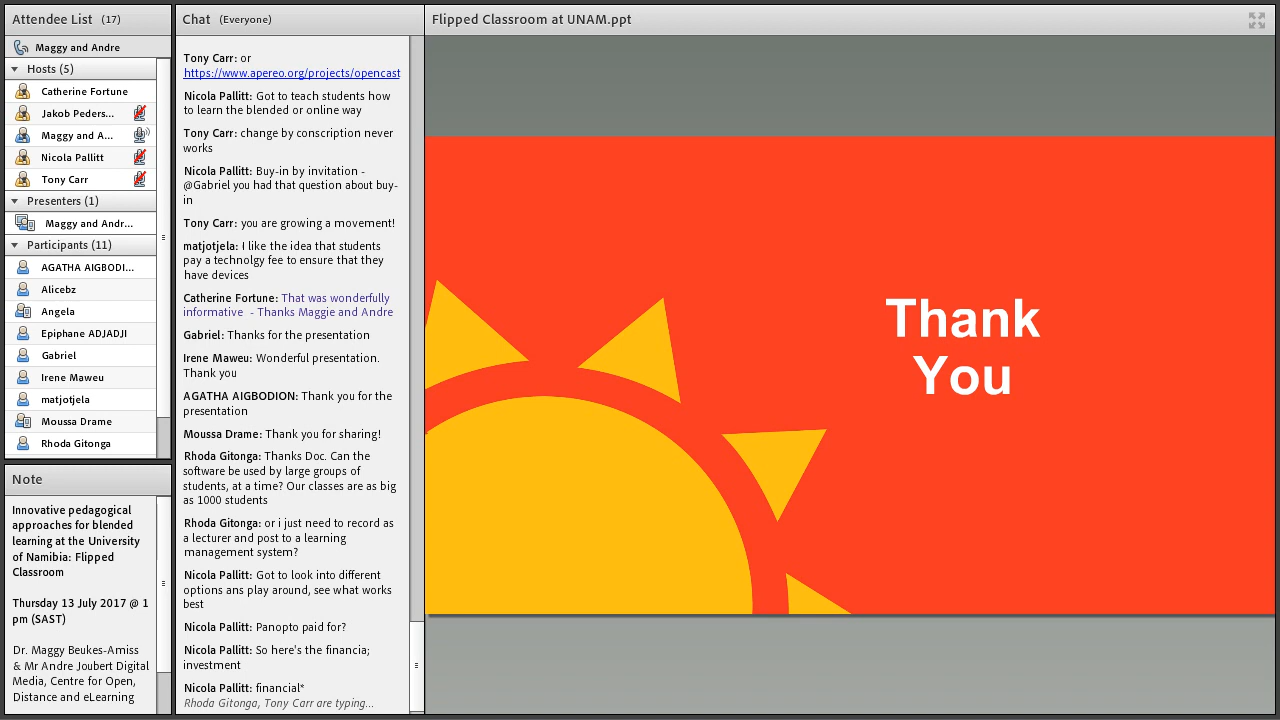 Attendee List (17)
Maggy and Andre
Hosts (5)
Catherine Fortune
Jakob Peders...
Maggy and A...
Nicola Pallitt
Tony Carr
Presenters (1)
Maggy and Andr...
Participants (11)
AGATHA AIGBODI...
Alicebz
Angela
Epiphane ADJADJI
Gabriel
Irene Maweu
matjotjela
Moussa Drame
Rhoda Gitonga
Note
Innovative pedagogical
approaches for blended
learning at the University
of Namibia: Flipped
Classroom
Thursday 13 July 2017 @ 1
pm (SAST)
Dr. Maggy Beukes-Amiss
& Mr Andre Joubert Digital
Media, Centre for Open,
Distance and eLearning
Chat (Everyone)
Tony Carr: or
https://www.apereo.org/projects/opencast
Nicola Pallitt: Got to teach students how
to learn the blended or online way
Tony Carr: change by conscription never
works
Nicola Pallitt: Buy-in by invitation -
@Gabriel you had that question about buy-
in
Tony Carr: you are growing a movement!
matjotjela: I like the idea that students
pay a technolgy fee to ensure that they
have devices
Catherine Fortune: That was wonderfully
informative - Thanks Maggie and Andre
Gabriel: Thanks for the presentation
Irene Maweu: Wonderful presentation.
Thank you
AGATHA AIGBODION: Thank you for the
presentation
Moussa Drame: Thank you for sharing!
Rhoda Gitonga: Thanks Doc. Can the
software be used by large groups of
students, at a time? Our classes are as big
as 1000 students
Rhoda Gitonga: or i just need to record as
a lecturer and post to a learning
management system?
Nicola Pallitt: Got to look into different
options ans play around, see what works
best
Nicola Pallitt: Panopto paid for?
Nicola Pallitt: So here's the financia;
investment
Nicola Pallitt: financial*
Rhoda Gitonga, Tony Carr are typing...
Flipped Classroom at UNAM.ppt
Thank
You